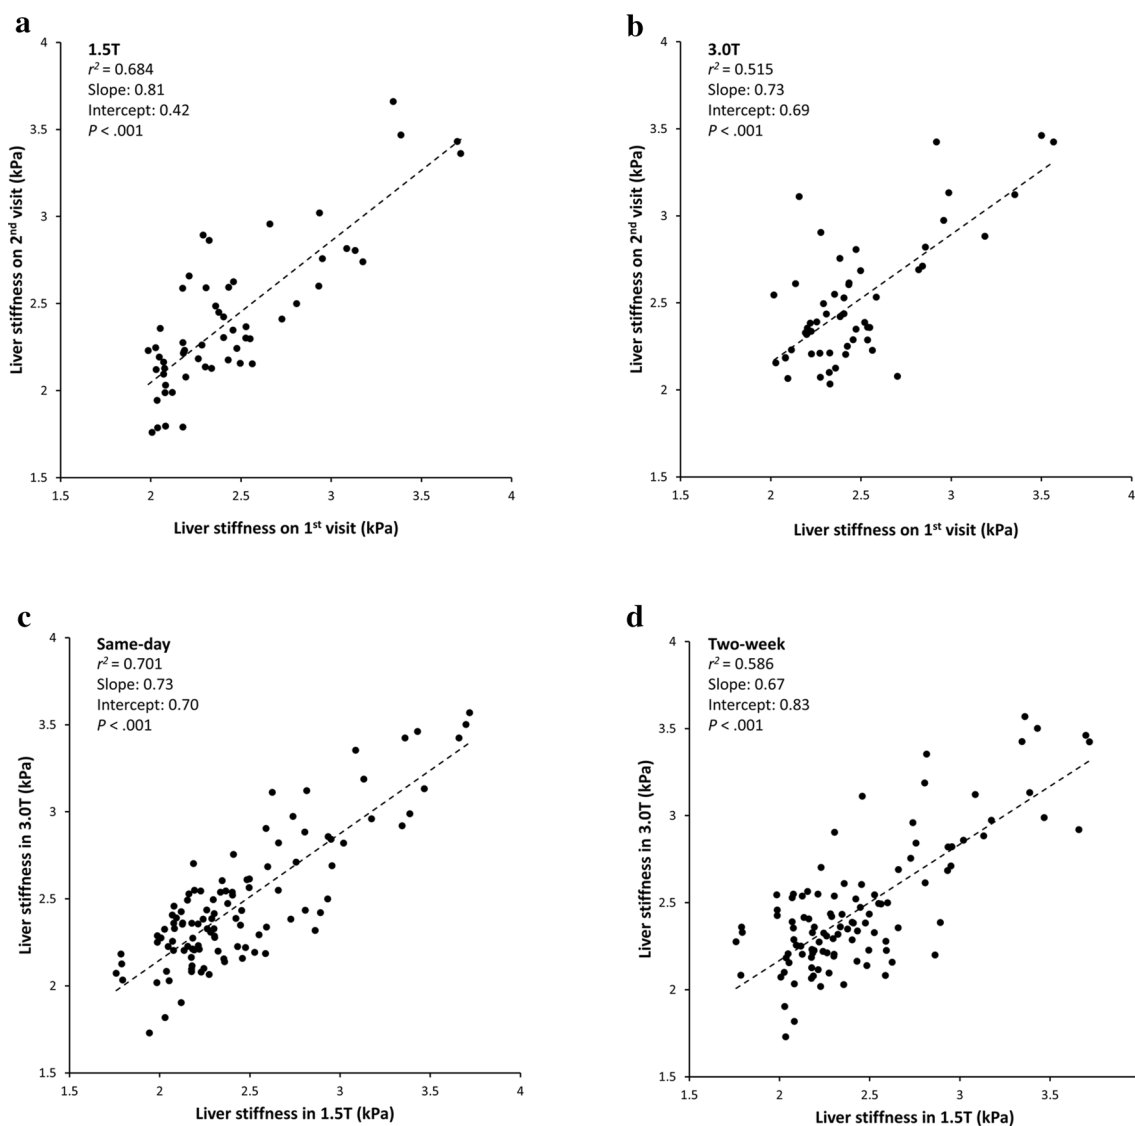 a
1.5T
r² = 0.684
Slope: 0.81
Intercept: 0.42
P < .001
4
3.5
3
2.5
2
1.5
Liver stiffness on 2nd visit (kPa)
1.5 2 2.5 3 3.5 4
Liver stiffness on 1st visit (kPa)
b
3.0T
r² = 0.515
Slope: 0.73
Intercept: 0.69
P < .001
4
3.5
3
2.5
2
1.5
Liver stiffness on 2nd visit (kPa)
1.5 2 2.5 3 3.5 4
Liver stiffness on 1st visit (kPa)
c
Same-day
r² = 0.701
Slope: 0.73
Intercept: 0.70
P < .001
4
3.5
3
2.5
2
1.5
Liver stiffness in 3.0T (kPa)
1.5 2 2.5 3 3.5 4
Liver stiffness in 1.5T (kPa)
d
Two-week
r² = 0.586
Slope: 0.67
Intercept: 0.83
P < .001
4
3.5
3
2.5
2
1.5
Liver stiffness in 3.0T (kPa)
1.5 2 2.5 3 3.5
Liver stiffness in 1.5T (kPa)